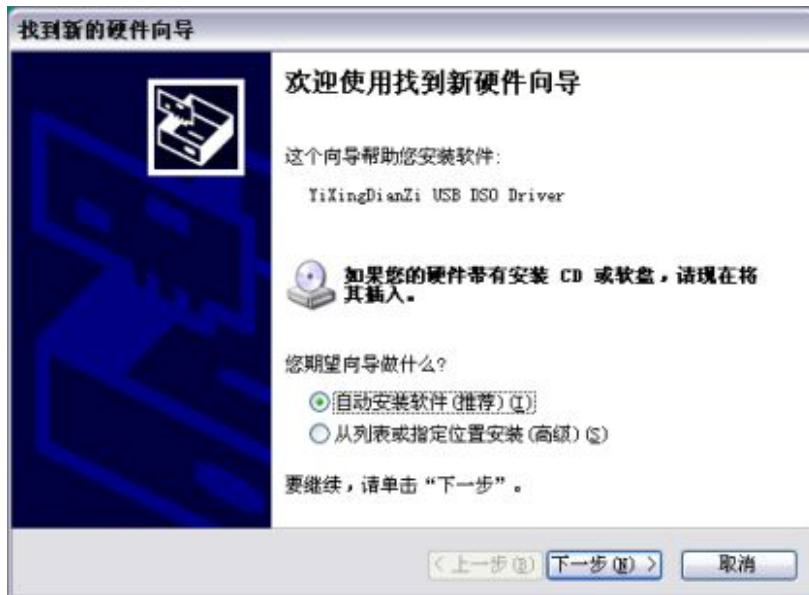 找到新的硬件向导
欢迎使用找到新硬件向导
这个向导帮助您安装软件:
YiXingDianZi USB DSO Driver
如果您的硬件带有安装 CD 或软盘，请现在将
其插入。
您期望向导做什么?
自动安装软件(推荐)(I)
从列表或指定位置安装(高级)(S)
要继续，请单击“下一步”。
<上一步(B) 下一步(N)> 取消